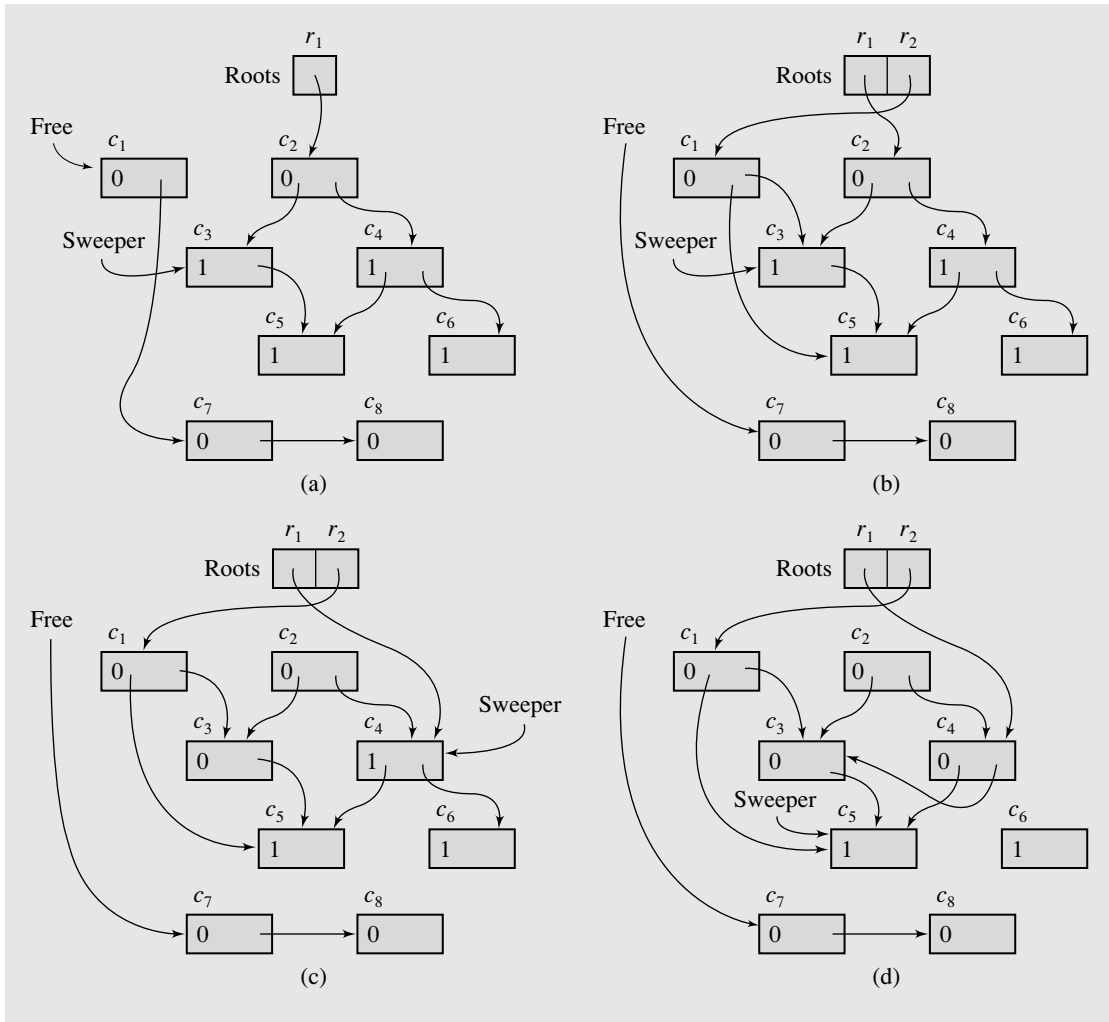 r1
Roots
Free
c1
c2
0
0
Sweeper
c3
c4
1
1
c5
c6
1
1
c7
c8
0
0
(a)
r1 r2
Roots
Free
c1
c2
0
0
Sweeper
c3
c4
1
1
c5
c6
1
1
c7
c8
0
0
(b)
r1 r2
Roots
Free
c1
c2
0
0
Sweeper
c3
c4
0
1
c5
c6
1
1
c7
c8
0
0
(c)
r1 r2
Roots
Free
c1
c2
0
0
c3
c4
0
0
Sweeper
c5
c6
1
1
c7
c8
0
0
(d)